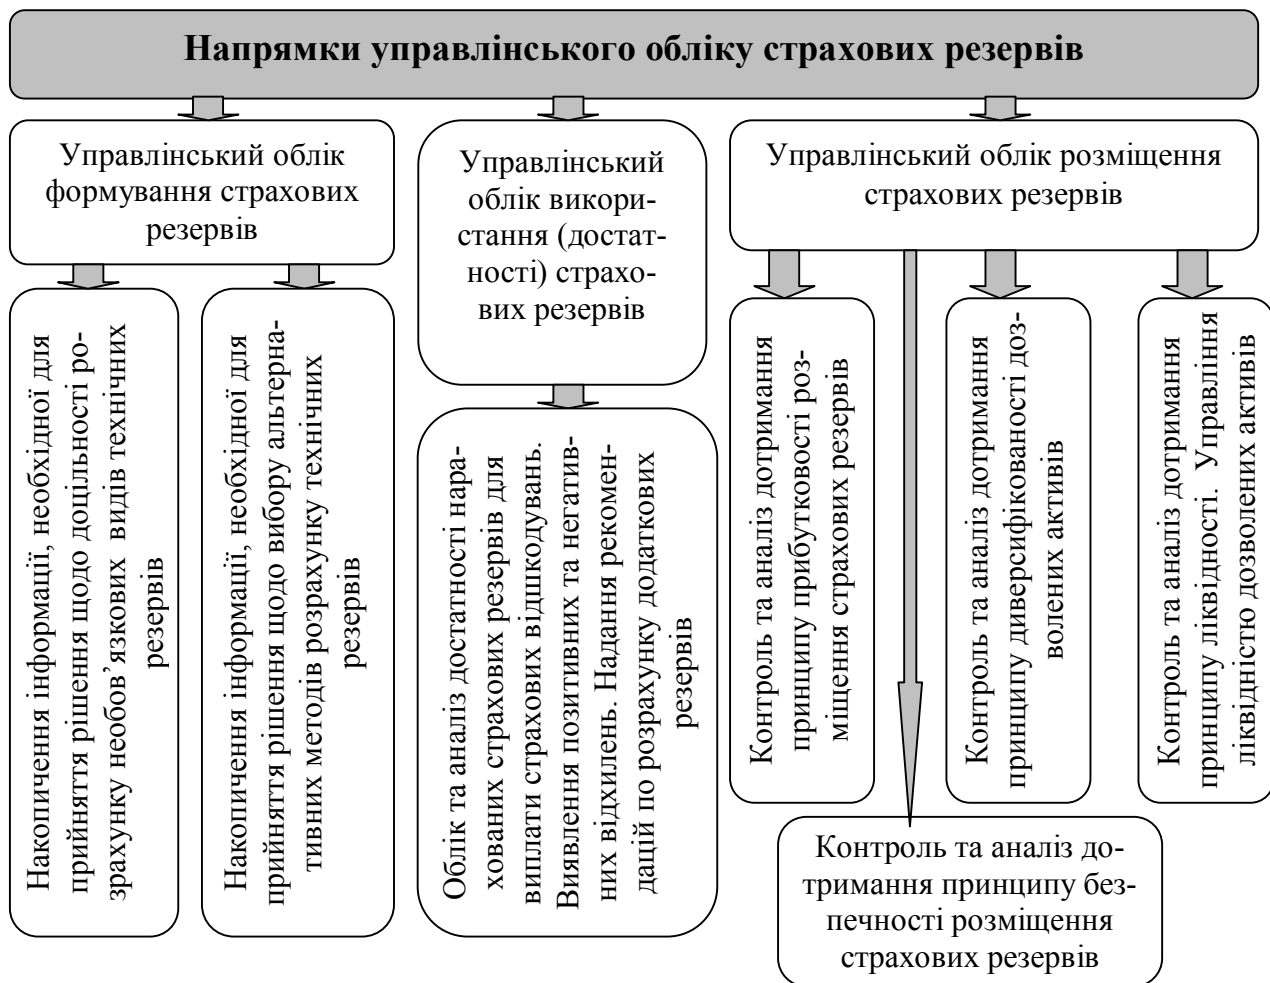 Напрямки управлінського обліку страхових резервів
Управлінський облік
формування страхових
резервів
Управлінський
облік викори-
стання (достат-
ності) страхо-
вих резервів
Управлінський облік розміщення
страхових резервів
Накопичення інформації, необхідної для
прийняття рішення щодо доцільності ро-
зрахунку необов’язкових видів технічних
резервів
Накопичення інформації, необхідної для
прийняття рішення щодо вибору альтерна-
тивних методів розрахунку технічних
резервів
Облік та аналіз достатності нара-
хованих страхових резервів для
виплати страхових відшкодувань.
Виявлення позитивних та негатив-
них відхилень. Надання рекомен-
дацій по розрахунку додаткових
резервів
Контроль та аналіз дотримання
принципу прибутковості роз-
міщення страхових резервів
Контроль та аналіз дотримання
принципу диверсифікованості доз-
волених активів
Контроль та аналіз дотримання
принципу ліквідності. Управління
ліквідністю дозволених активів
Контроль та аналіз до-
тримання принципу без-
печності розміщення
страхових резервів